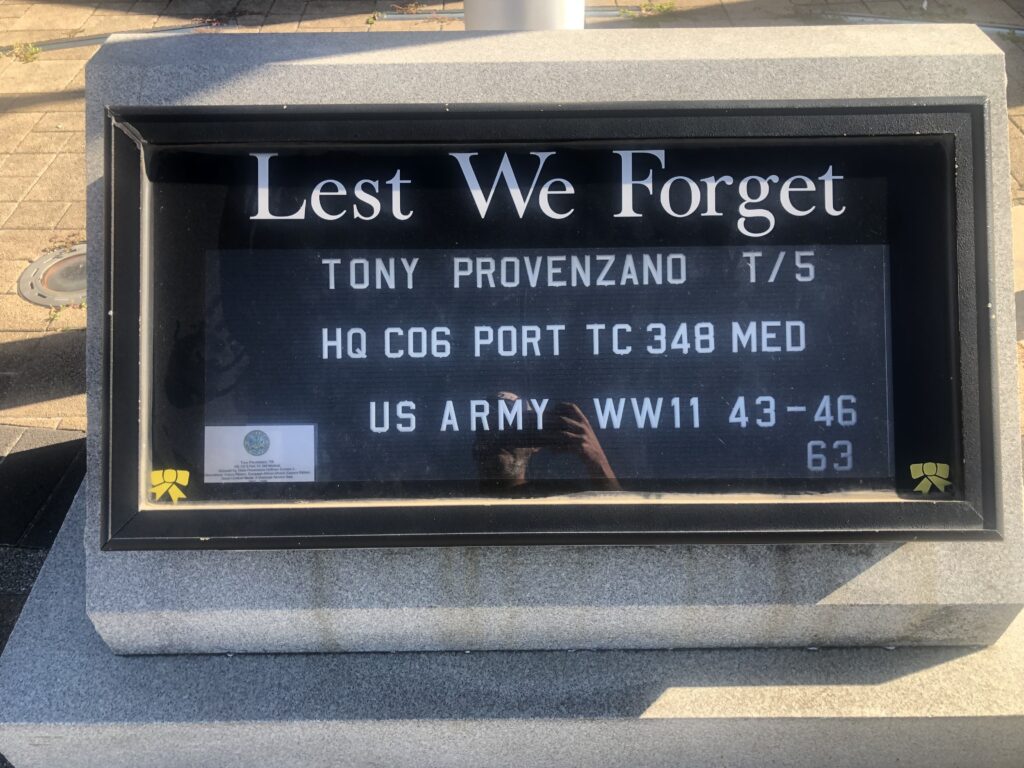 Lest We Forget
TONY PROVENZANO T/5
HQ CO6 PORT TC 348 MED
US ARMY WW11 43-46
63